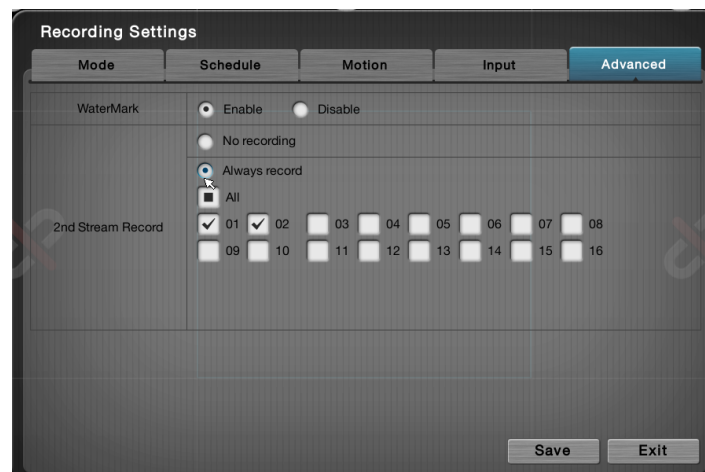 Recording Settings
Mode Schedule Motion Input Advanced
WaterMark Enable Disable
No recording
Always record
All
2nd Stream Record 01 02 03 04 05 06 07 08
09 10 11 12 13 14 15 16
Save Exit